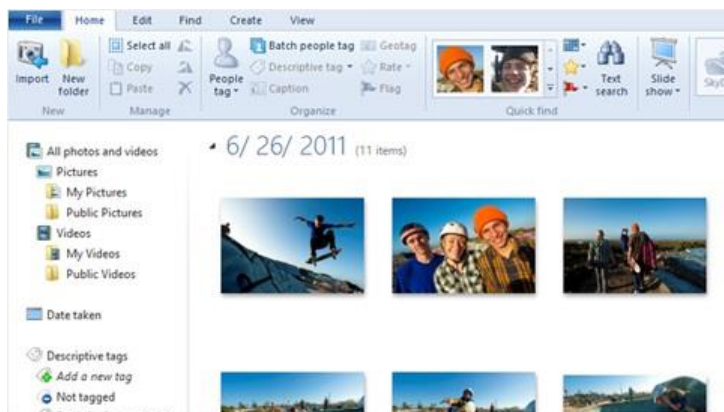 File Home Edit Find Create View
Import
New folder
Select all
Copy
Paste
New
Manage
People tag
Batch people tag
Descriptive tag
Caption
Geotag
Rate
Flag
Organize
Quick find
Text search
Slide show
All photos and videos
Pictures
My Pictures
Public Pictures
Videos
My Videos
Public Videos
Date taken
Descriptive tags
Add a new tag
Not tagged
6/ 26/ 2011 (11 items)